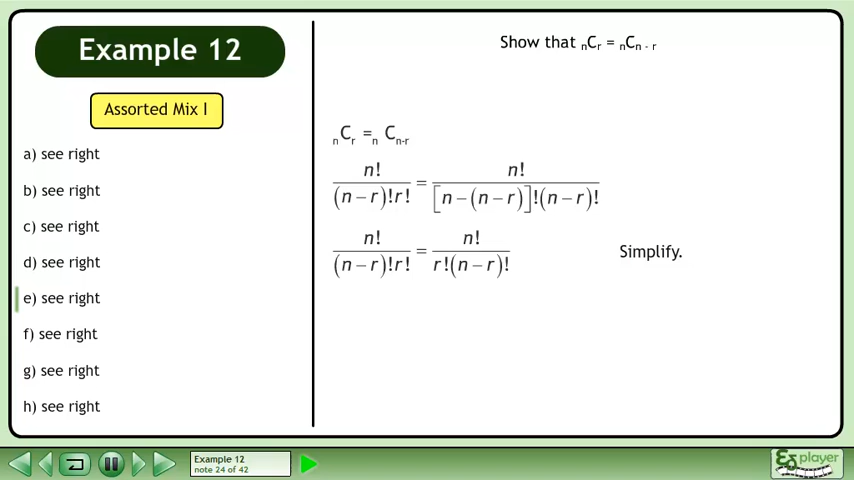 Example 12
Assorted Mix I
a) see right
b) see right
c) see right
d) see right
e) see right
f) see right
g) see right
h) see right
Show that nCr = nCn - r
nCr = n Cn-r
n!/(n – r)!r! = n!/[n – (n – r)]!(n – r)!
n!/(n – r)!r! = n!/r!(n – r)!
Simplify.
Example 12
note 24 of 42
player